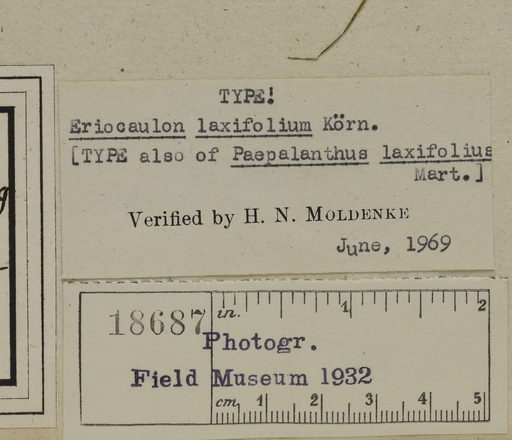 TYPE!
Eriocaulon laxifolium Körn.
[TYPE also of Paepalanthus laxifolius
Mart.]
Verified by H. N. MOLDENKE
June, 1969
18687
in. 1 2
Photogr.
Field Museum 1932
cm 1 2 3 4 5